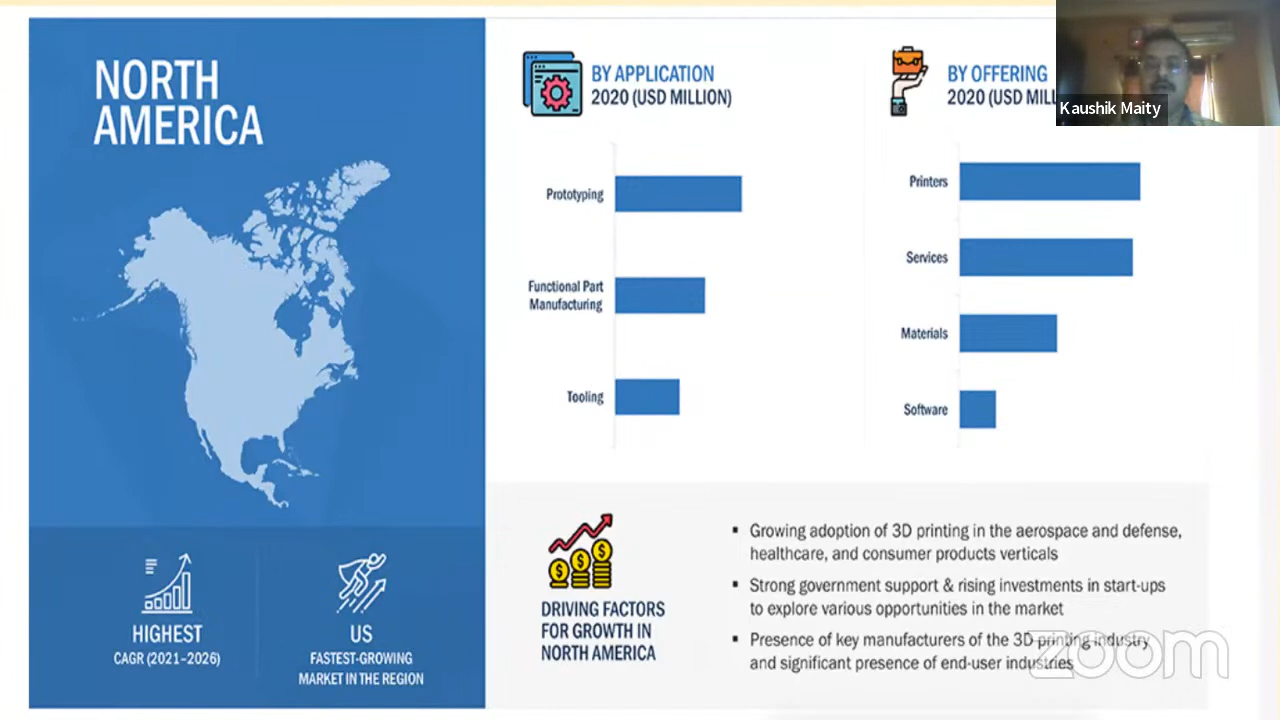 NORTH
AMERICA
HIGHEST
CAGR (2021–2026)
US
FASTEST-GROWING
MARKET IN THE REGION
BY APPLICATION
2020 (USD MILLION)
Prototyping
Functional Part
Manufacturing
Tooling
BY OFFERING
2020 (USD
Printers
Services
Materials
Software
DRIVING FACTORS
FOR GROWTH IN
NORTH AMERICA
▪ Growing adoption of 3D printing in the aerospace and defense,
healthcare, and consumer products verticals
▪ Strong government support & rising investments in start-ups
to explore various opportunities in the market
▪ Presence of key manufacturers of the 3D printing industry
and significant presence of end-user industries
Kaushik Maity
zoom